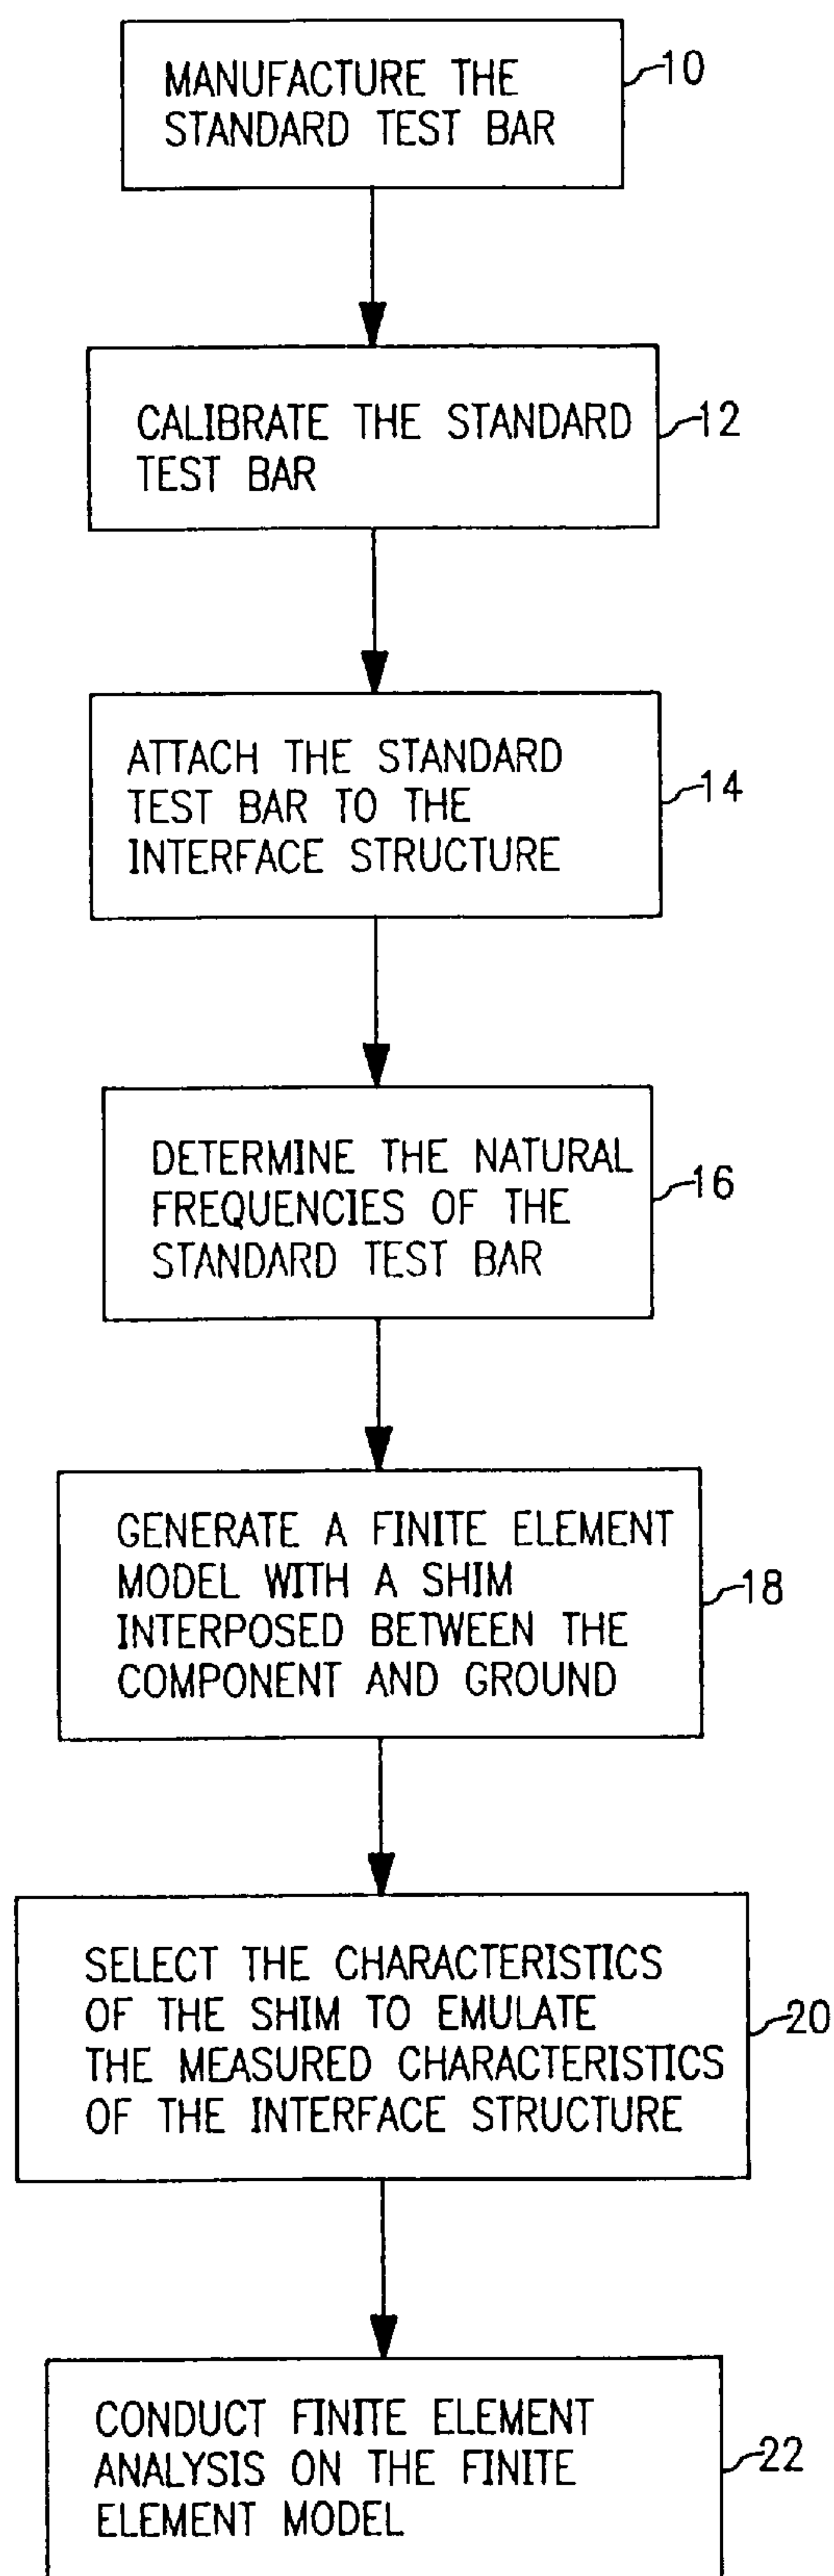 MANUFACTURE THE
STANDARD TEST BAR
10
CALIBRATE THE STANDARD
TEST BAR
12
ATTACH THE STANDARD
TEST BAR TO THE
INTERFACE STRUCTURE
14
DETERMINE THE NATURAL
FREQUENCIES OF THE
STANDARD TEST BAR
16
GENERATE A FINITE ELEMENT
MODEL WITH A SHIM
INTERPOSED BETWEEN THE
COMPONENT AND GROUND
18
SELECT THE CHARACTERISTICS
OF THE SHIM TO EMULATE
THE MEASURED CHARACTERISTICS
OF THE INTERFACE STRUCTURE
20
CONDUCT FINITE ELEMENT
ANALYSIS ON THE FINITE
ELEMENT MODEL
22